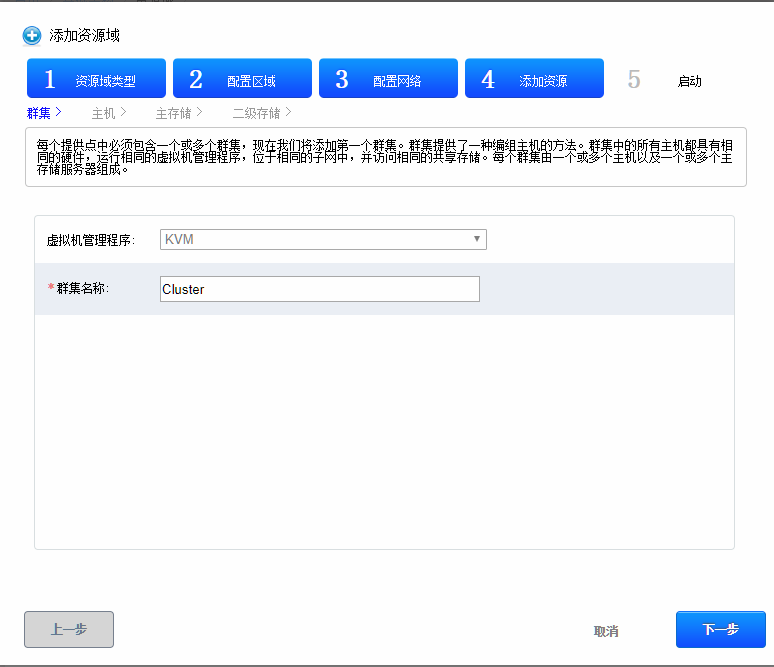 添加资源域
1 资源域类型 2 配置区域 3 配置网络 4 添加资源 5 启动
群集 > 主机 > 主存储 > 二级存储 >
每个提供点中必须包含一个或多个群集，现在我们将添加第一个群集。群集提供了一种编组主机的方法。群集中的所有主机都具有相
同的硬件，运行相同的虚拟机管理程序，位于相同的子网中，并访问相同的共享存储。每个群集由一个或多个主机以及一个或多个主
存储服务器组成。
虚拟机管理程序: KVM
*群集名称: Cluster
上一步 取消 下一步